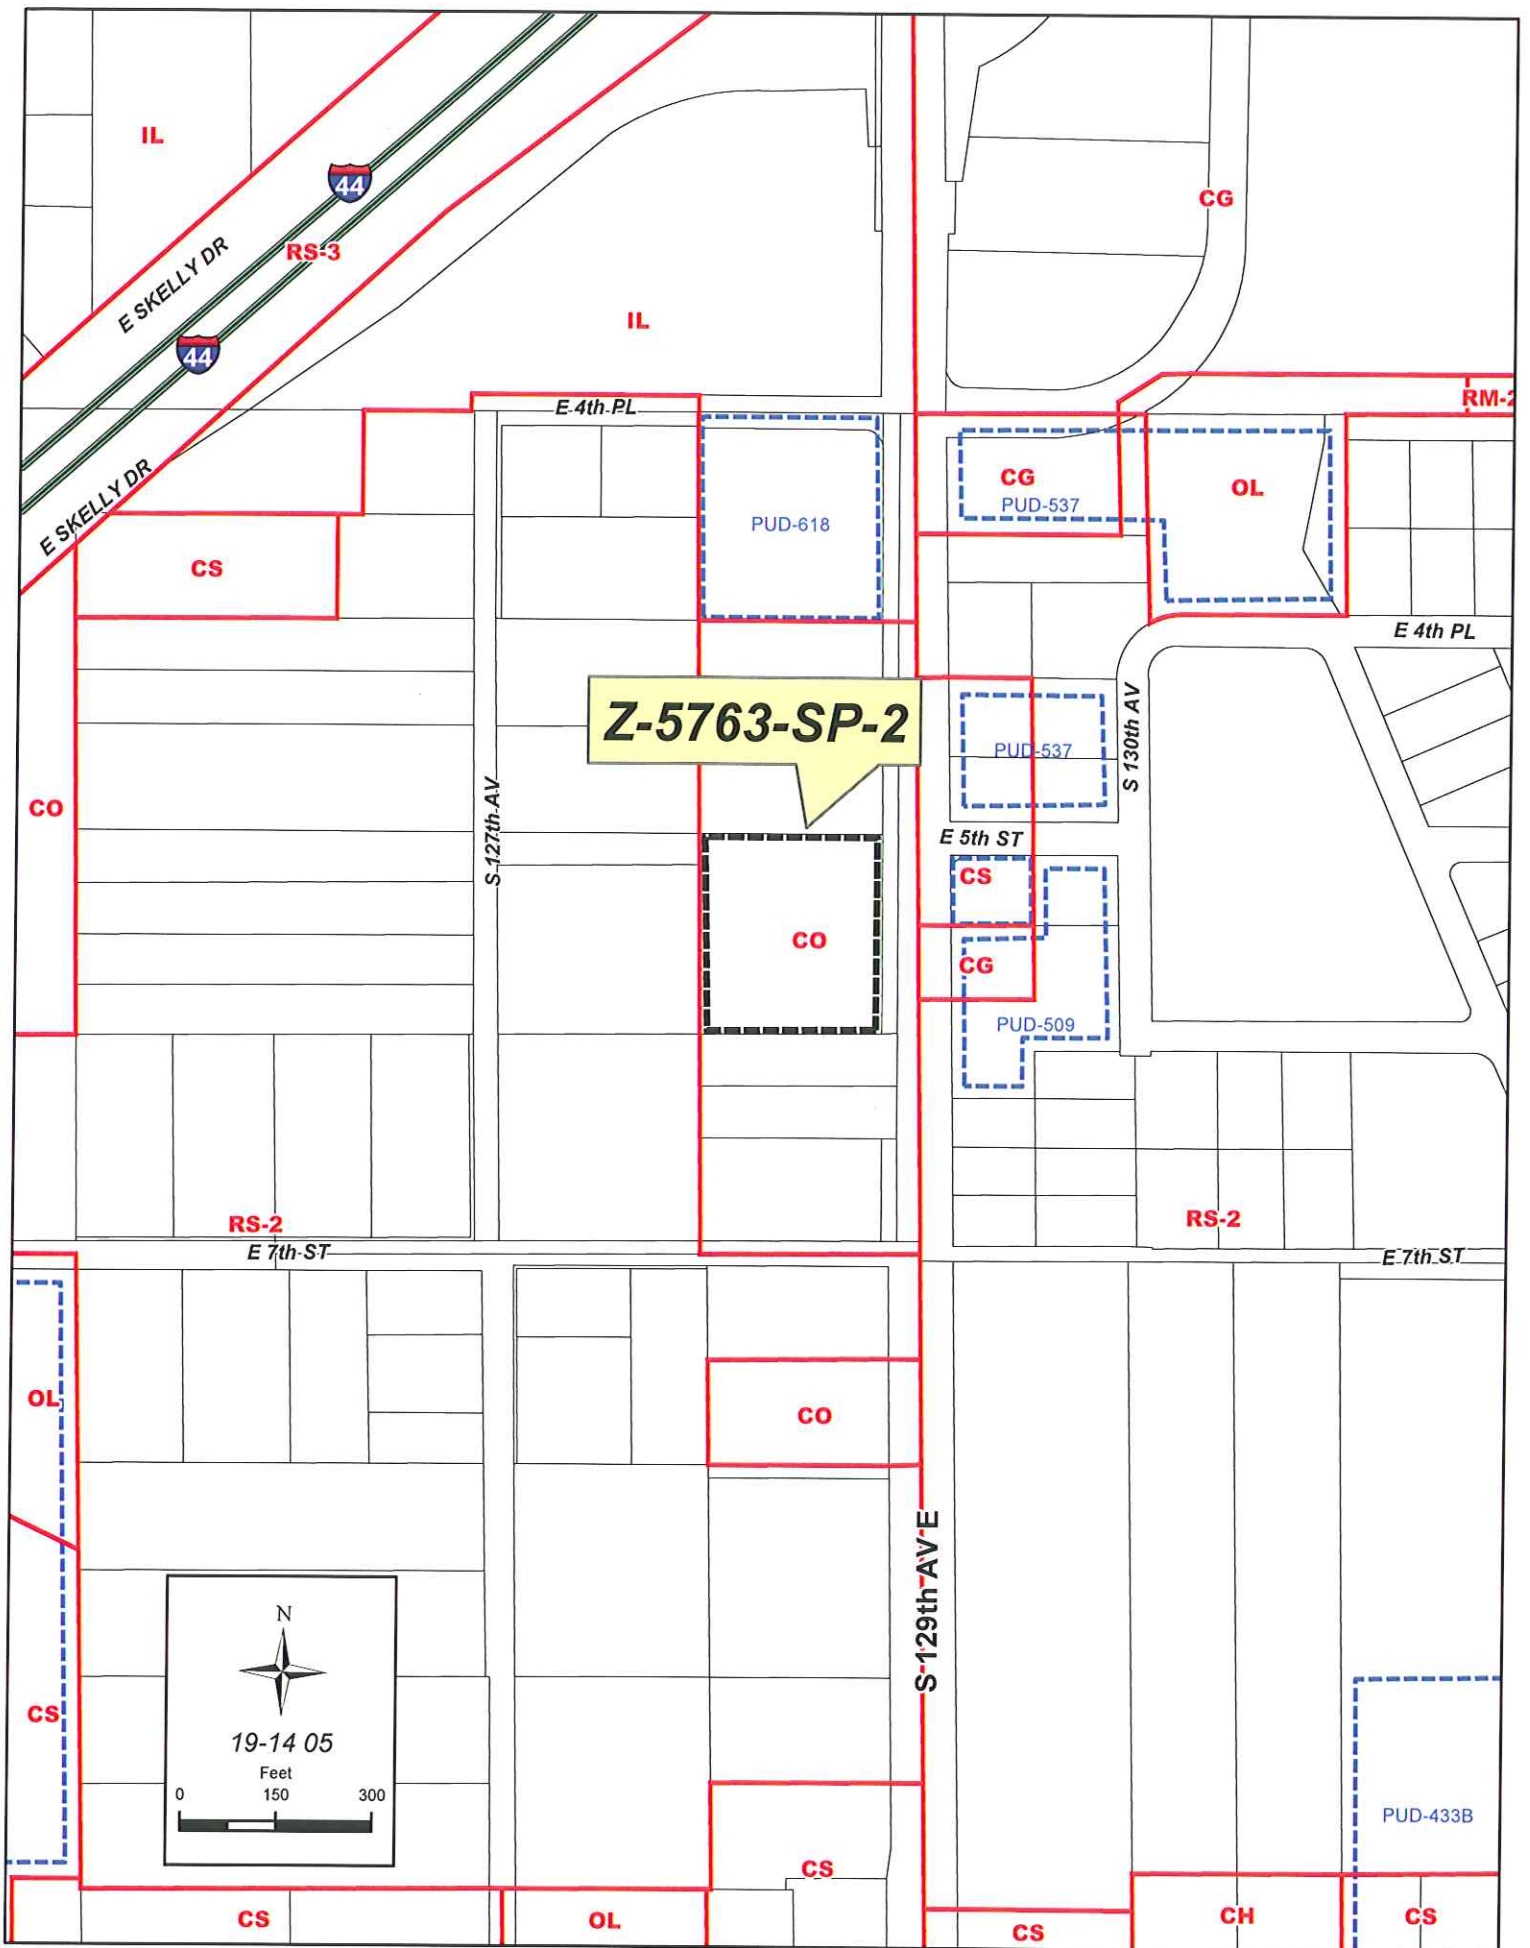 IL
44
CG
E SKELLY DR
RS-3
IL
44
E 4th PL
RM-2
E SKELLY DR
CG
OL
PUD-537
PUD-618
CS
E 4th PL
Z-5763-SP-2
S 130th AV
PUD-537
CO
S 127th AV
E 5th ST
CS
CO
CG
PUD-509
RS-2
RS-2
E 7th ST
E 7th ST
OL
CO
S 129th AV E
N
CS
19-14 05
Feet
0 150 300
PUD-433B
CS
CS
OL
CS
CH
CS